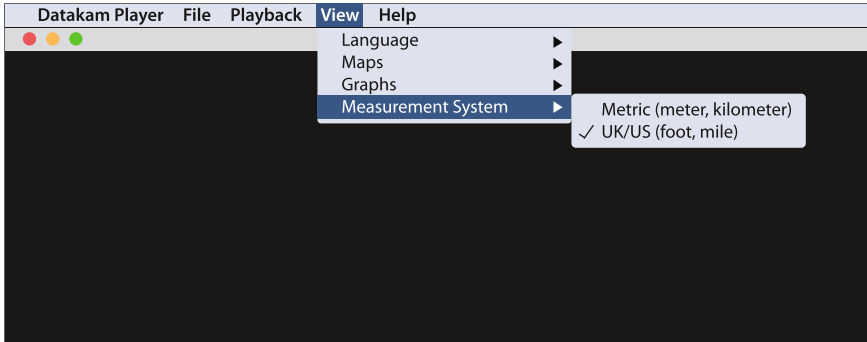 Datakam Player File Playback View Help
Language
Maps
Graphs
Measurement System
Metric (meter, kilometer)
UK/US (foot, mile)